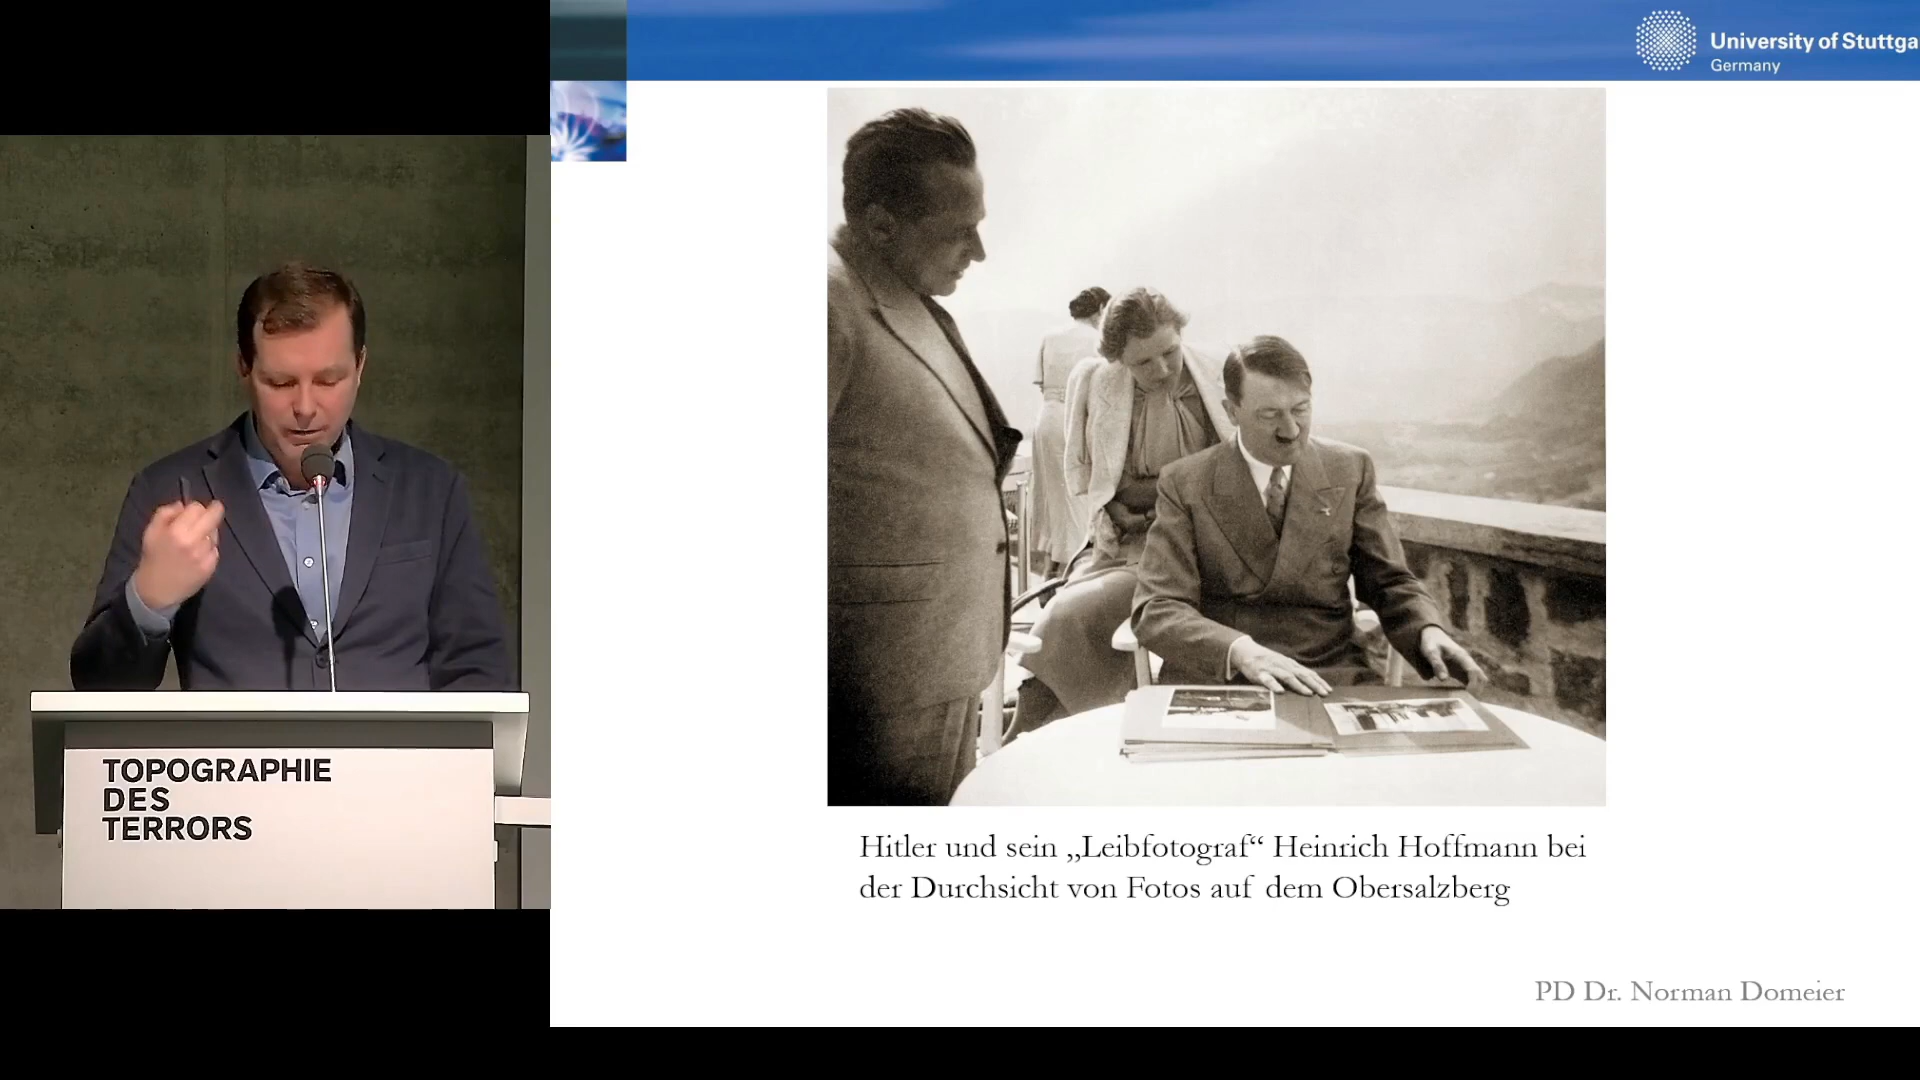 University of Stuttga
Germany
TOPOGRAPHIE
DES
TERRORS
Hitler und sein „Leibfotograf“ Heinrich Hoffmann bei
der Durchsicht von Fotos auf dem Obersalzberg
PD Dr. Norman Domeier